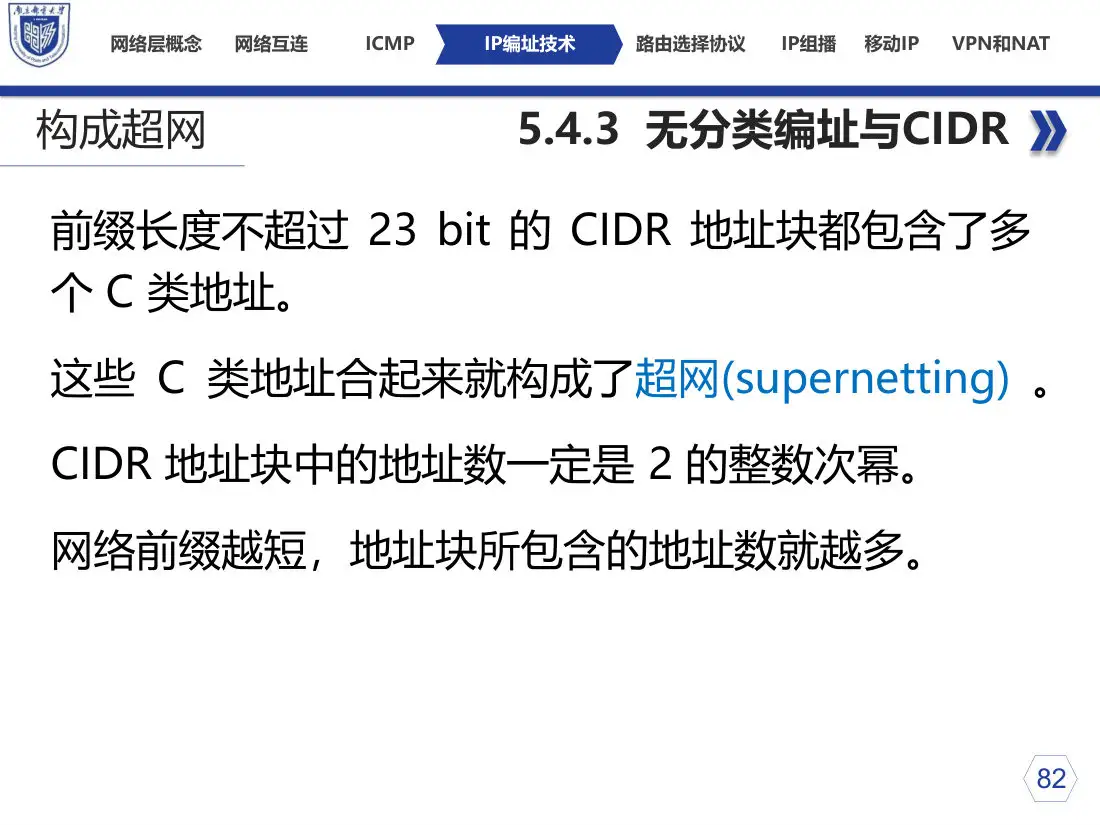 网络层概念 网络互连 ICMP IP编址技术 路由选择协议 IP组播 移动IP VPN和NAT
构成超网 5.4.3 无分类编址与CIDR
前缀长度不超过 23 bit 的 CIDR 地址块都包含了多
个 C 类地址。
这些 C 类地址合起来就构成了超网(supernetting) 。
CIDR 地址块中的地址数一定是 2 的整数次幂。
网络前缀越短，地址块所包含的地址数就越多。
82